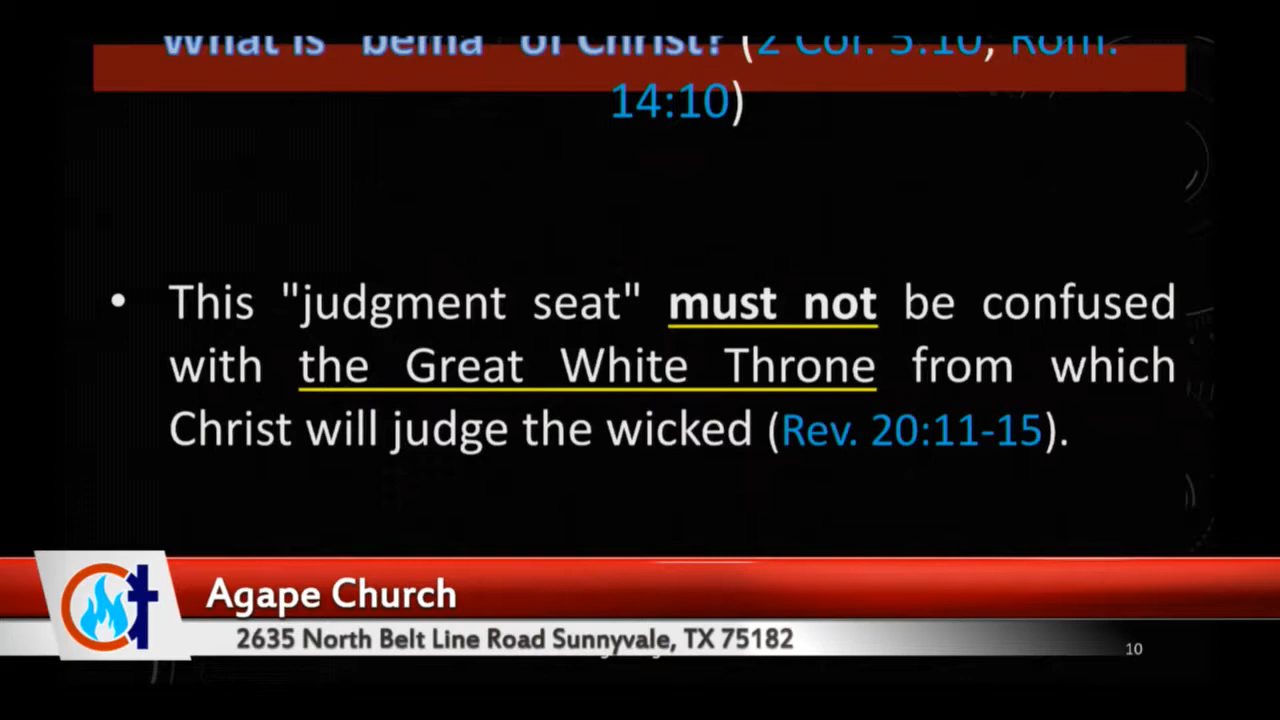 What is "bema" of Christ? (2 Cor. 5:10; Rom.
14:10)
• This "judgment seat" must not be confused
with the Great White Throne from which
Christ will judge the wicked (Rev. 20:11-15).
Agape Church
2635 North Belt Line Road Sunnyvale, TX 75182
10